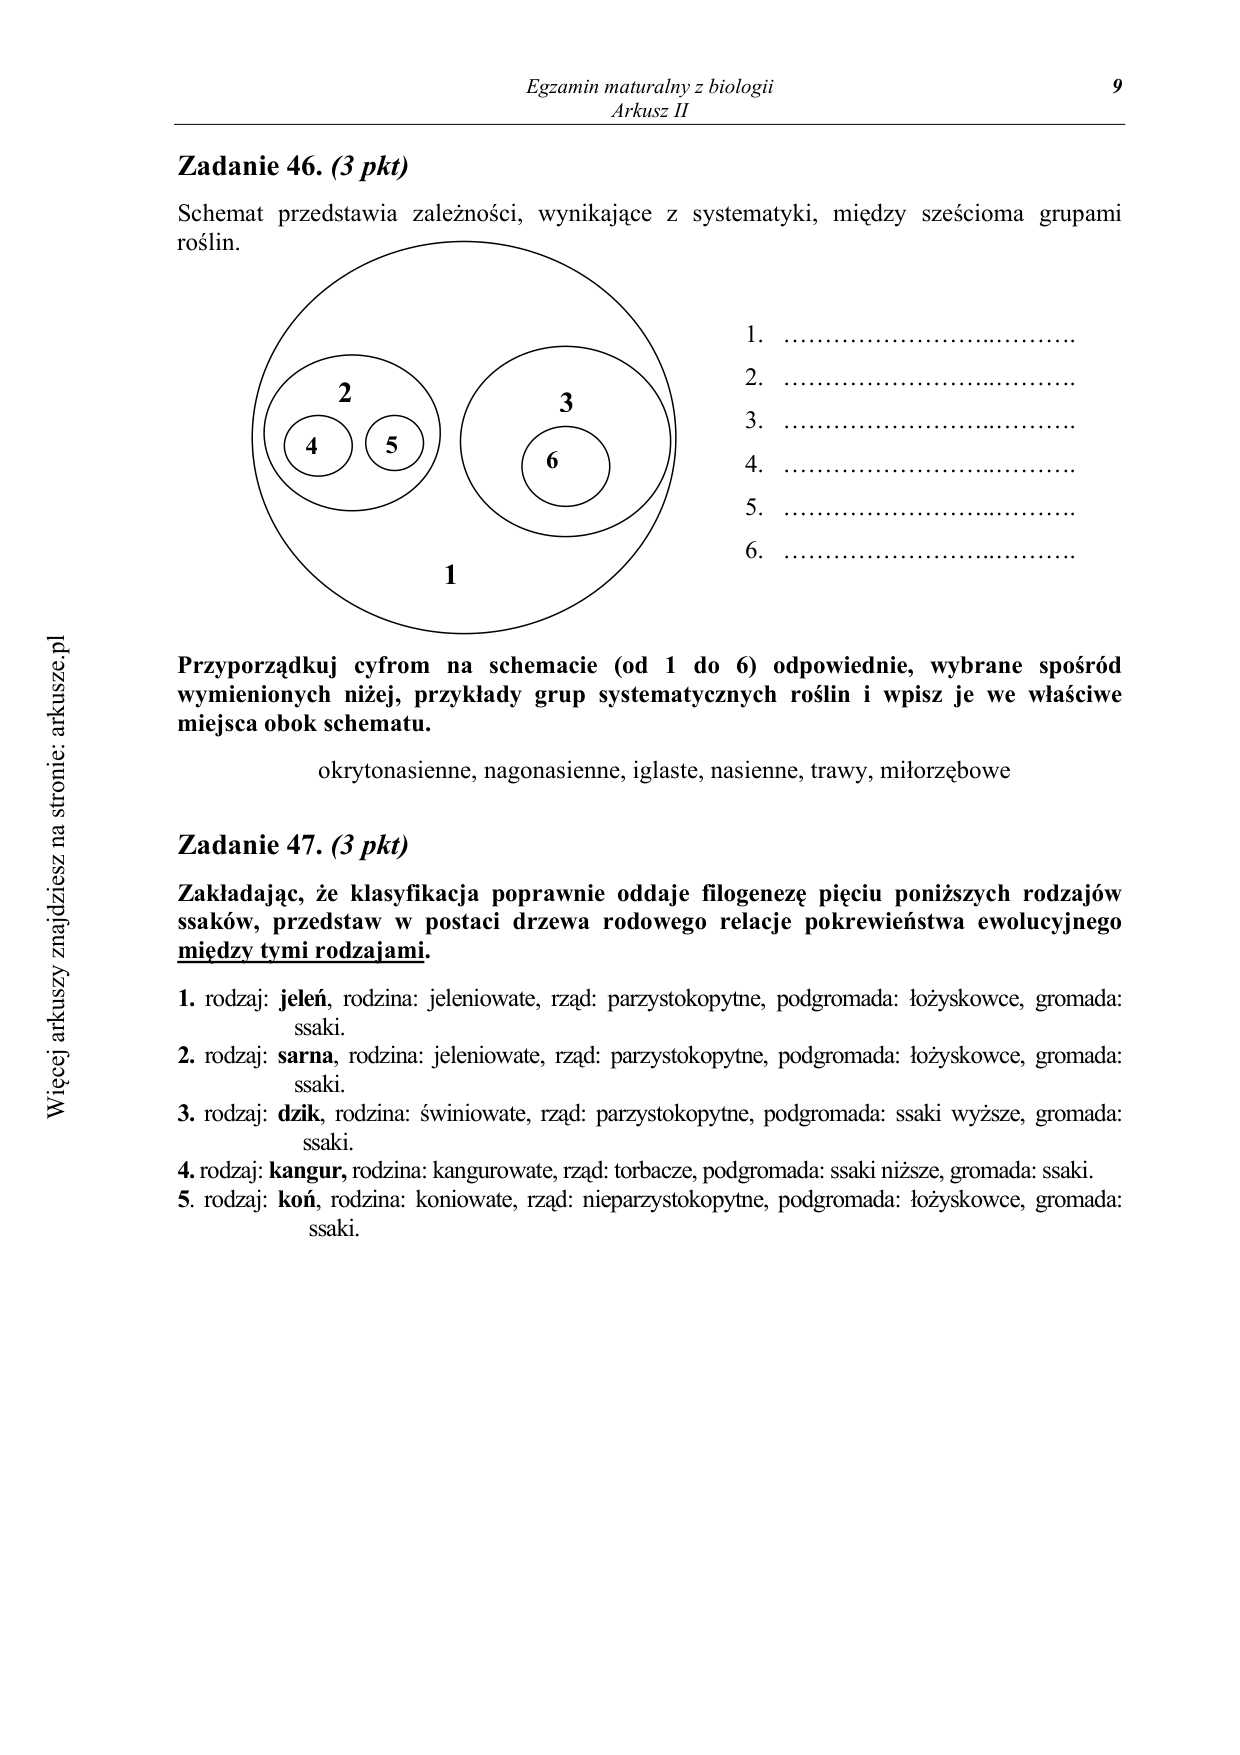 Egzamin maturalny z biologii
9
Arkusz II
Zadanie 46. (3 pkt)
Schemat przedstawia zależności, wynikające z systematyki, między sześcioma grupami
roślin.
2
4
5
3
6
1
1. ……………………..……….
2. ……………………..……….
3. ……………………..……….
4. ……………………..……….
5. ……………………..……….
6. ……………………..……….
Przyporządkuj cyfrom na schemacie (od 1 do 6) odpowiednie, wybrane spośród
wymienionych niżej, przykłady grup systematycznych roślin i wpisz je we właściwe
miejsca obok schematu.
okrytonasienne, nagonasienne, iglaste, nasienne, trawy, miłorzębowe
Zadanie 47. (3 pkt)
Zakładając, że klasyfikacja poprawnie oddaje filogenezę pięciu poniższych rodzajów
ssaków, przedstaw w postaci drzewa rodowego relacje pokrewieństwa ewolucyjnego
między tymi rodzajami.
1. rodzaj: jeleń, rodzina: jeleniowate, rząd: parzystokopytne, podgromada: łożyskowce, gromada:
ssaki.
2. rodzaj: sarna, rodzina: jeleniowate, rząd: parzystokopytne, podgromada: łożyskowce, gromada:
ssaki.
3. rodzaj: dzik, rodzina: świniowate, rząd: parzystokopytne, podgromada: ssaki wyższe, gromada:
ssaki.
4. rodzaj: kangur, rodzina: kangurowate, rząd: torbacze, podgromada: ssaki niższe, gromada: ssaki.
5. rodzaj: koń, rodzina: koniowate, rząd: nieparzystokopytne, podgromada: łożyskowce, gromada:
ssaki.
Więcej arkuszy znajdziesz na stronie: arkusze.pl